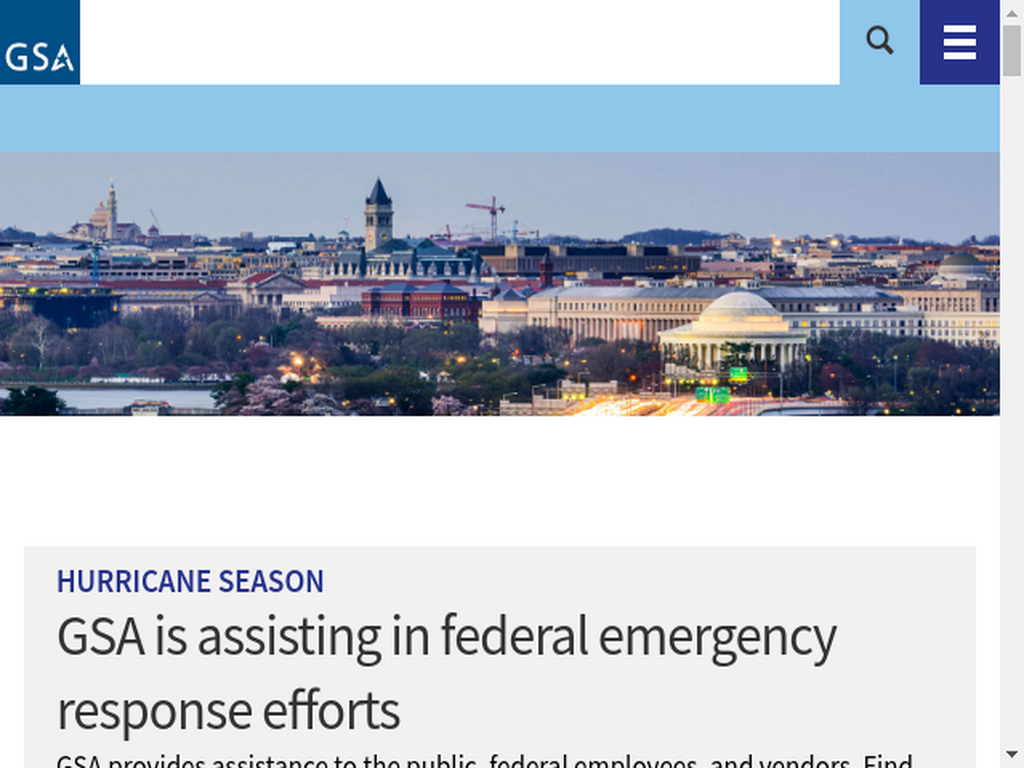 GSA
HURRICANE SEASON
GSA is assisting in federal emergency
response efforts
GSA provides assistance to the public, federal employees, and vendors. Find